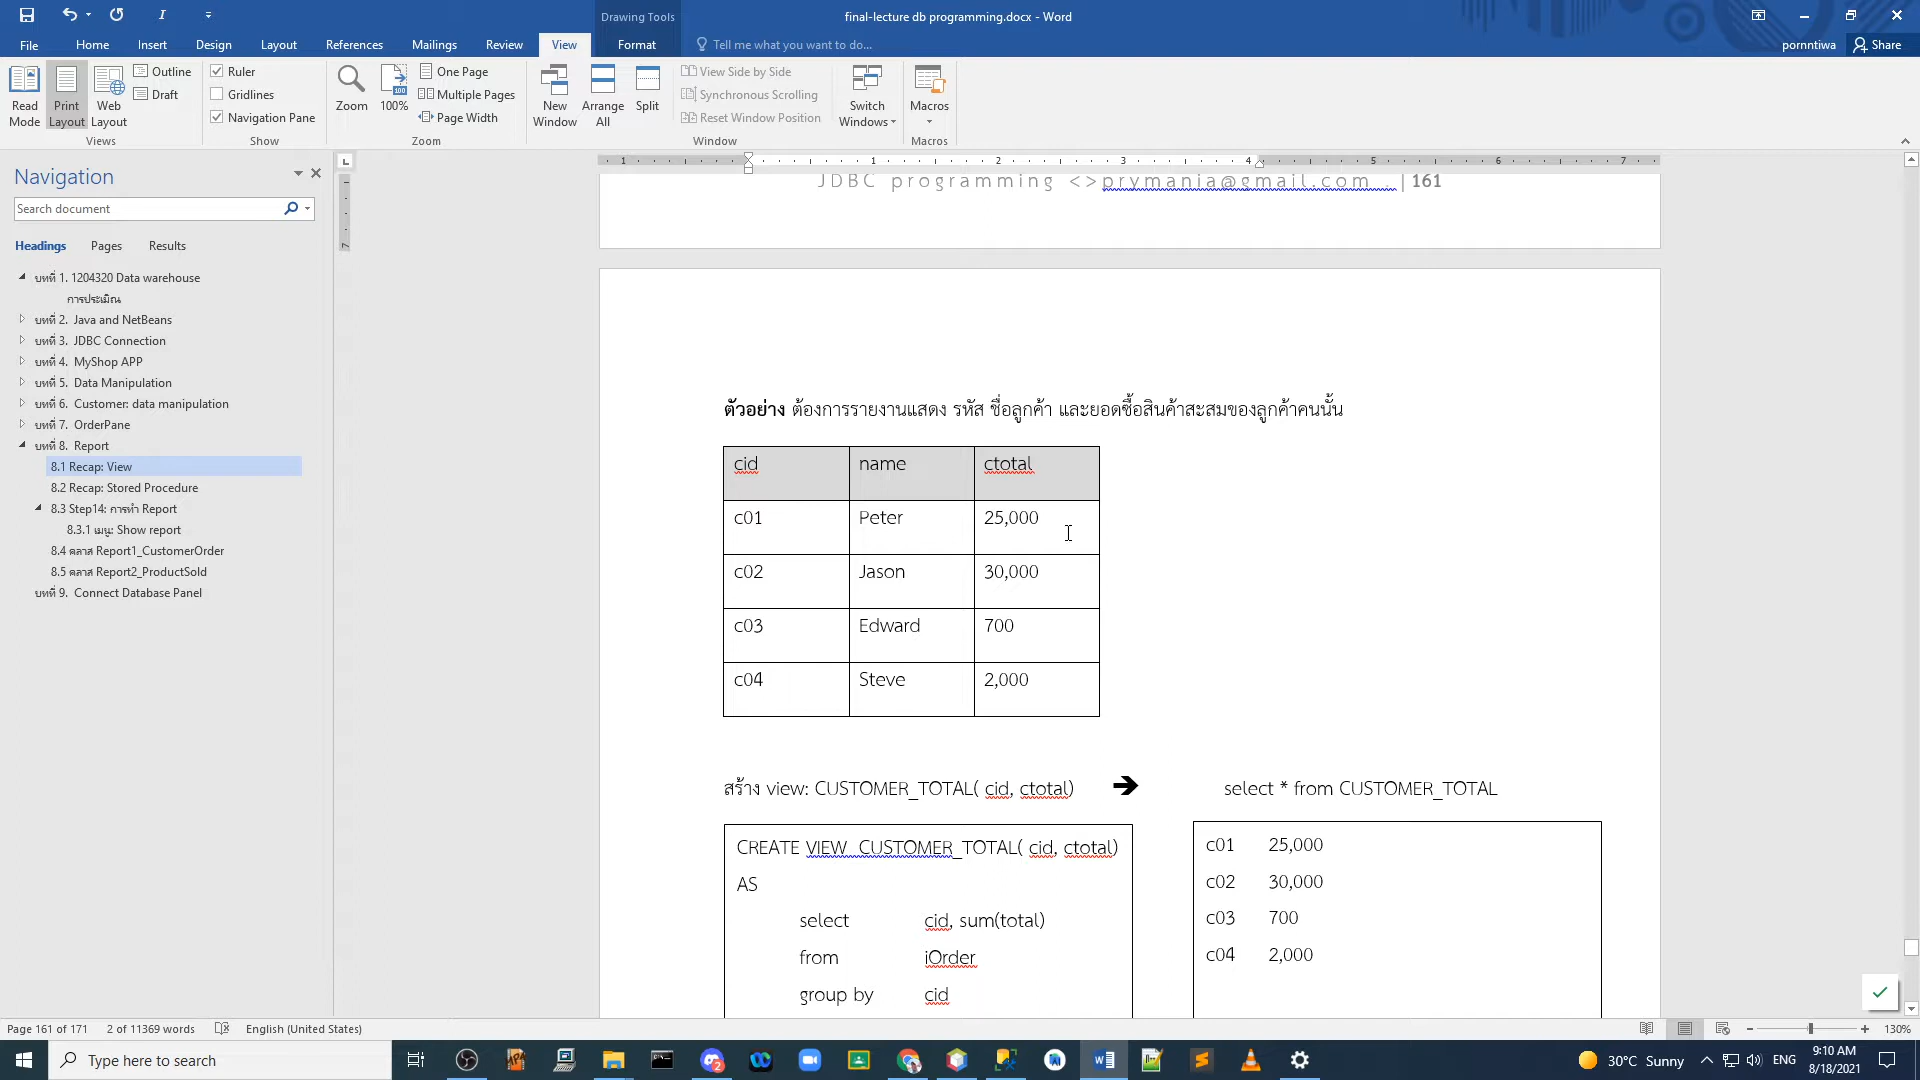 final-lecture db programming.docx - Word
Drawing Tools
File Home Insert Design Layout References Mailings Review View Format Tell me what you want to do... pornntiwa Share
Read Mode
Print Layout
Web Layout
Outline
Draft
Views
Ruler
Gridlines
Navigation Pane
Show
Zoom
100%
One Page
Multiple Pages
Page Width
Zoom
New Window
Arrange All
Split
View Side by Side
Synchronous Scrolling
Reset Window Position
Window
Switch Windows
Macros
Macros
Navigation
Search document
Headings Pages Results
บทที่ 1. 1204320 Data warehouse
การประเมิน
บทที่ 2. Java and NetBeans
บทที่ 3. JDBC Connection
บทที่ 4. MyShop APP
บทที่ 5. Data Manipulation
บทที่ 6. Customer: data manipulation
บทที่ 7. OrderPane
บทที่ 8. Report
8.1 Recap: View
8.2 Recap: Stored Procedure
8.3 Step14: การทำ Report
8.3.1 เมนู: Show report
8.4 คลาส Report1_CustomerOrder
8.5 คลาส Report2_ProductSold
บทที่ 9. Connect Database Panel
1 1 2 3 4 5 6 7
JDBC programming <>prymania@gmail.com |161
ตัวอย่าง ต้องการรายงานแสดง รหัส ชื่อลูกค้า และยอดซื้อสินค้าสะสมของลูกค้าคนนั้น
cid name ctotal
c01 Peter 25,000
c02 Jason 30,000
c03 Edward 700
c04 Steve 2,000
สร้าง view: CUSTOMER_TOTAL( cid, ctotal) ➔ select * from CUSTOMER_TOTAL
CREATE VIEW CUSTOMER_TOTAL( cid, ctotal)
AS
select cid, sum(total)
from iOrder
group by cid
c01 25,000
c02 30,000
c03 700
c04 2,000
Page 161 of 171 2 of 11369 words English (United States) 130%
Type here to search
30°C Sunny ENG
9:10 AM
8/18/2021